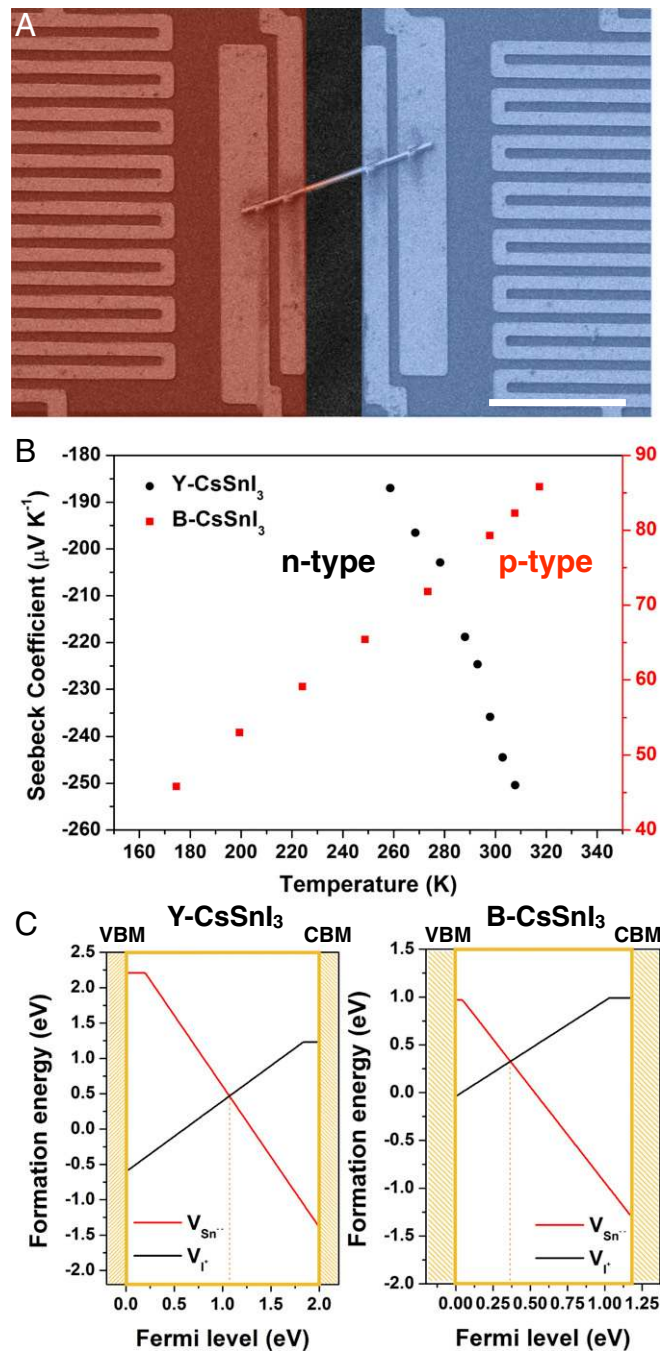 A
B
Seebeck Coefficient (μV K⁻¹)
-180
-190
-200
-210
-220
-230
-240
-250
-260
Y-CsSnI₃
B-CsSnI₃
n-type
p-type
90
80
70
60
50
40
160
180
200
220
240
260
280
300
320
340
Temperature (K)
C
Y-CsSnI₃
VBM
CBM
Formation energy (eV)
2.5
2.0
1.5
1.0
0.5
0.0
-0.5
-1.0
-1.5
-2.0
V_Sn⁻⁻
V_I⁺
0.0
0.5
1.0
1.5
2.0
Fermi level (eV)
B-CsSnI₃
VBM
CBM
Formation energy (eV)
1.5
1.0
0.5
0.0
-0.5
-1.0
-1.5
-2.0
V_Sn⁻⁻
V_I⁺
0.00
0.25
0.50
0.75
1.00
1.25
Fermi level (eV)